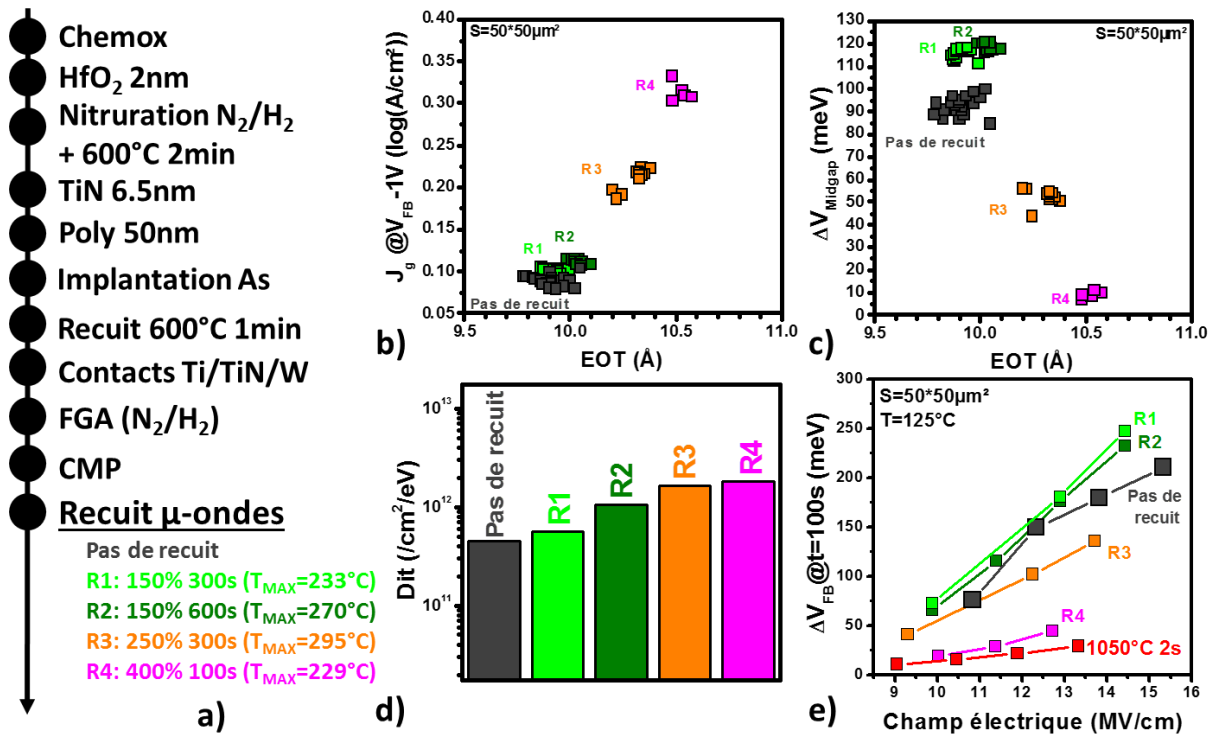 Chemox
HfO₂ 2nm
Nitruration N₂/H₂
+ 600°C 2min
TiN 6.5nm
Poly 50nm
Implantation As
Recuit 600°C 1min
Contacts Ti/TiN/W
FGA (N₂/H₂)
CMP
Recuit µ-ondes
Pas de recuit
R1: 150% 300s (T_MAX=233°C)
R2: 150% 600s (T_MAX=270°C)
R3: 250% 300s (T_MAX=295°C)
R4: 400% 100s (T_MAX=229°C)
a)
J_g @V_FB-1V (log(A/cm²))
0.40
0.35
0.30
0.25
0.20
0.15
0.10
0.05
S=50*50µm²
R4
R3
R2
R1
Pas de recuit
9.5
10.0
10.5
11.0
EOT (Å)
b)
ΔV_Midgap (meV)
130
120
110
100
90
80
70
60
50
40
30
20
10
0
S=50*50µm²
R2
R1
Pas de recuit
R3
R4
9.5
10.0
10.5
11.0
EOT (Å)
c)
Dit (/cm²/eV)
10¹³
10¹²
10¹¹
Pas de recuit
R1
R2
R3
R4
d)
ΔV_FB@t=100s (meV)
300
250
200
150
100
50
0
S=50*50µm²
T=125°C
R1
R2
Pas de
recuit
R3
R4
1050°C 2s
9
10
11
12
13
14
15
16
Champ électrique (MV/cm)
e)